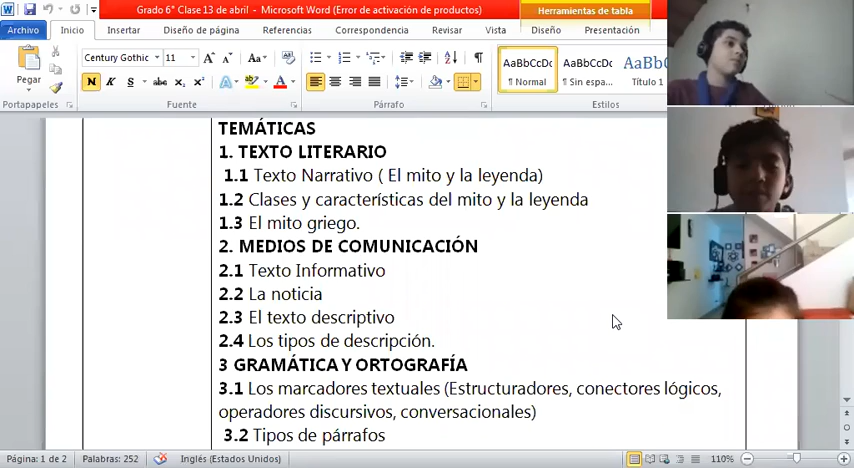 Grado 6° Clase 13 de abril - Microsoft Word (Error de activación de productos)
Herramientas de tabla
Archivo Inicio Insertar Diseño de página Referencias Correspondencia Revisar Vista Diseño Presentación
Century Gothic 11
Pegar
AaBbCcDc AaBbCcDc AaBbC
¶ Normal ¶ Sin espa... Título 1
Portapapeles Fuente Párrafo Estilos
TEMÁTICAS
1. TEXTO LITERARIO
1.1 Texto Narrativo ( El mito y la leyenda)
1.2 Clases y características del mito y la leyenda
1.3 El mito griego.
2. MEDIOS DE COMUNICACIÓN
2.1 Texto Informativo
2.2 La noticia
2.3 El texto descriptivo
2.4 Los tipos de descripción.
3 GRAMÁTICA Y ORTOGRAFÍA
3.1 Los marcadores textuales (Estructuradores, conectores lógicos,
operadores discursivos, conversacionales)
3.2 Tipos de párrafos
Página: 1 de 2 Palabras: 252 Inglés (Estados Unidos) 110%